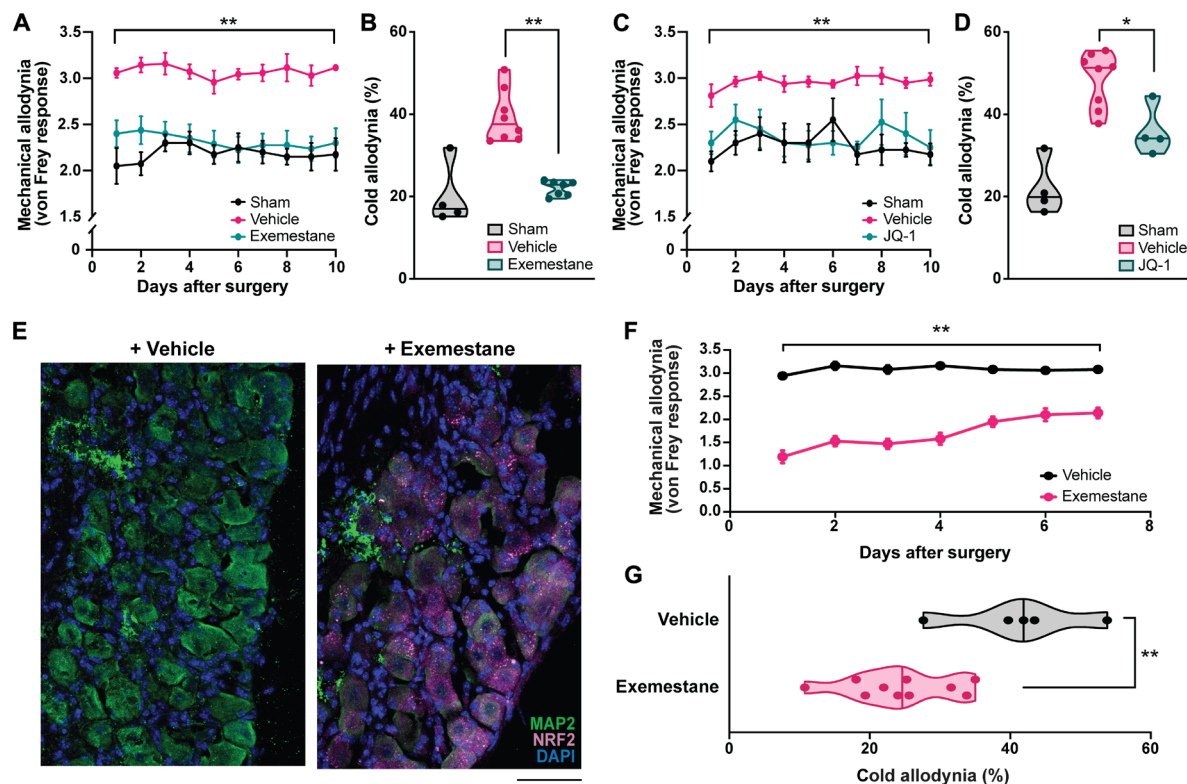 A
**
Mechanical allodynia
(von Frey response)
3.5
3.0
2.5
2.0
1.5
0
0 2 4 6 8 10
Days after surgery
Sham
Vehicle
Exemestane
B
**
Cold allodynia (%)
60
40
20
0
Sham
Vehicle
Exemestane
C
**
Mechanical allodynia
(von Frey response)
3.5
3.0
2.5
2.0
1.5
0
0 2 4 6 8 10
Days after surgery
Sham
Vehicle
JQ-1
D
*
Cold allodynia (%)
60
40
20
0
Sham
Vehicle
JQ-1
E
+ Vehicle
+ Exemestane
MAP2
NRF2
DAPI
F
**
Mechanical allodynia
(von Frey response)
3.5
3.0
2.5
2.0
1.5
1.0
0.5
0.0
0 2 4 6 8
Days after surgery
Vehicle
Exemestane
G
Vehicle
Exemestane
**
0 20 40 60
Cold allodynia (%)